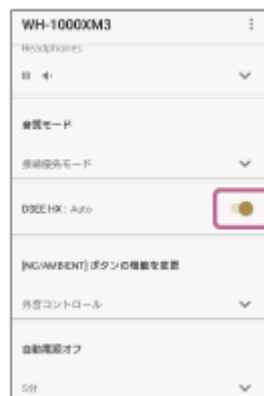 WH-1000XM3
Headphones
音質モード
接続優先モード
DSEE HX : Auto
[NC/AMBIENT] ボタンの機能を変更
外音コントロール
自動電源オフ
5分